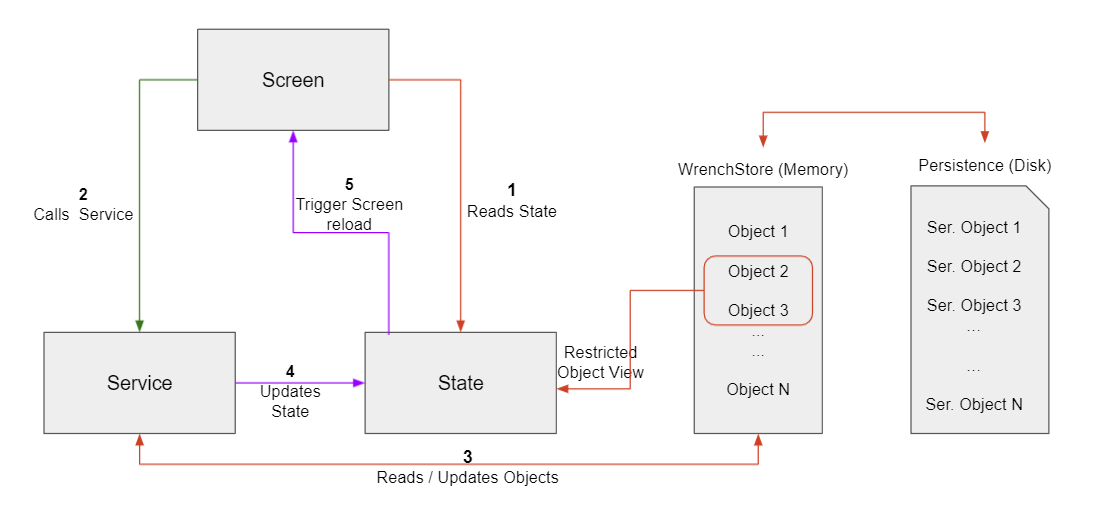 Screen
2
Calls Service
5
Trigger Screen
reload
1
Reads State
WrenchStore (Memory)
Persistence (Disk)
Object 1
Object 2
Object 3
...
...
Object N
Ser. Object 1
Ser. Object 2
Ser. Object 3
...
...
Ser. Object N
Service
4
Updates
State
State
Restricted
Object View
3
Reads / Updates Objects